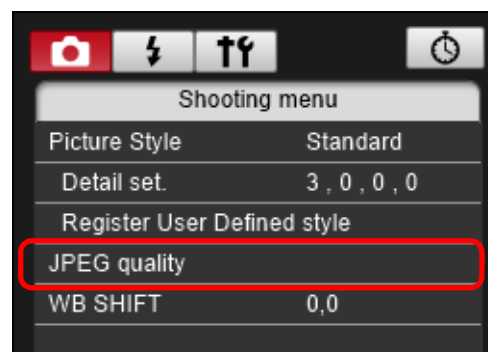 Shooting menu
Picture Style Standard
Detail set. 3 , 0 , 0 , 0
Register User Defined style
JPEG quality
WB SHIFT 0,0